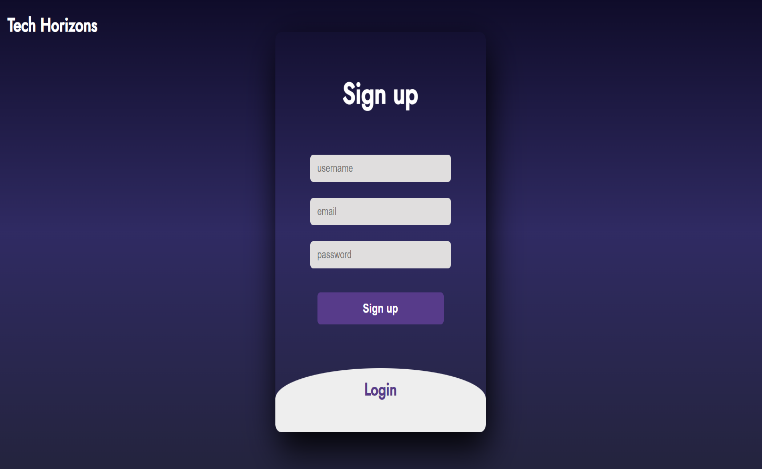 Tech Horizons
Sign up
username
email
password
Sign up
Login